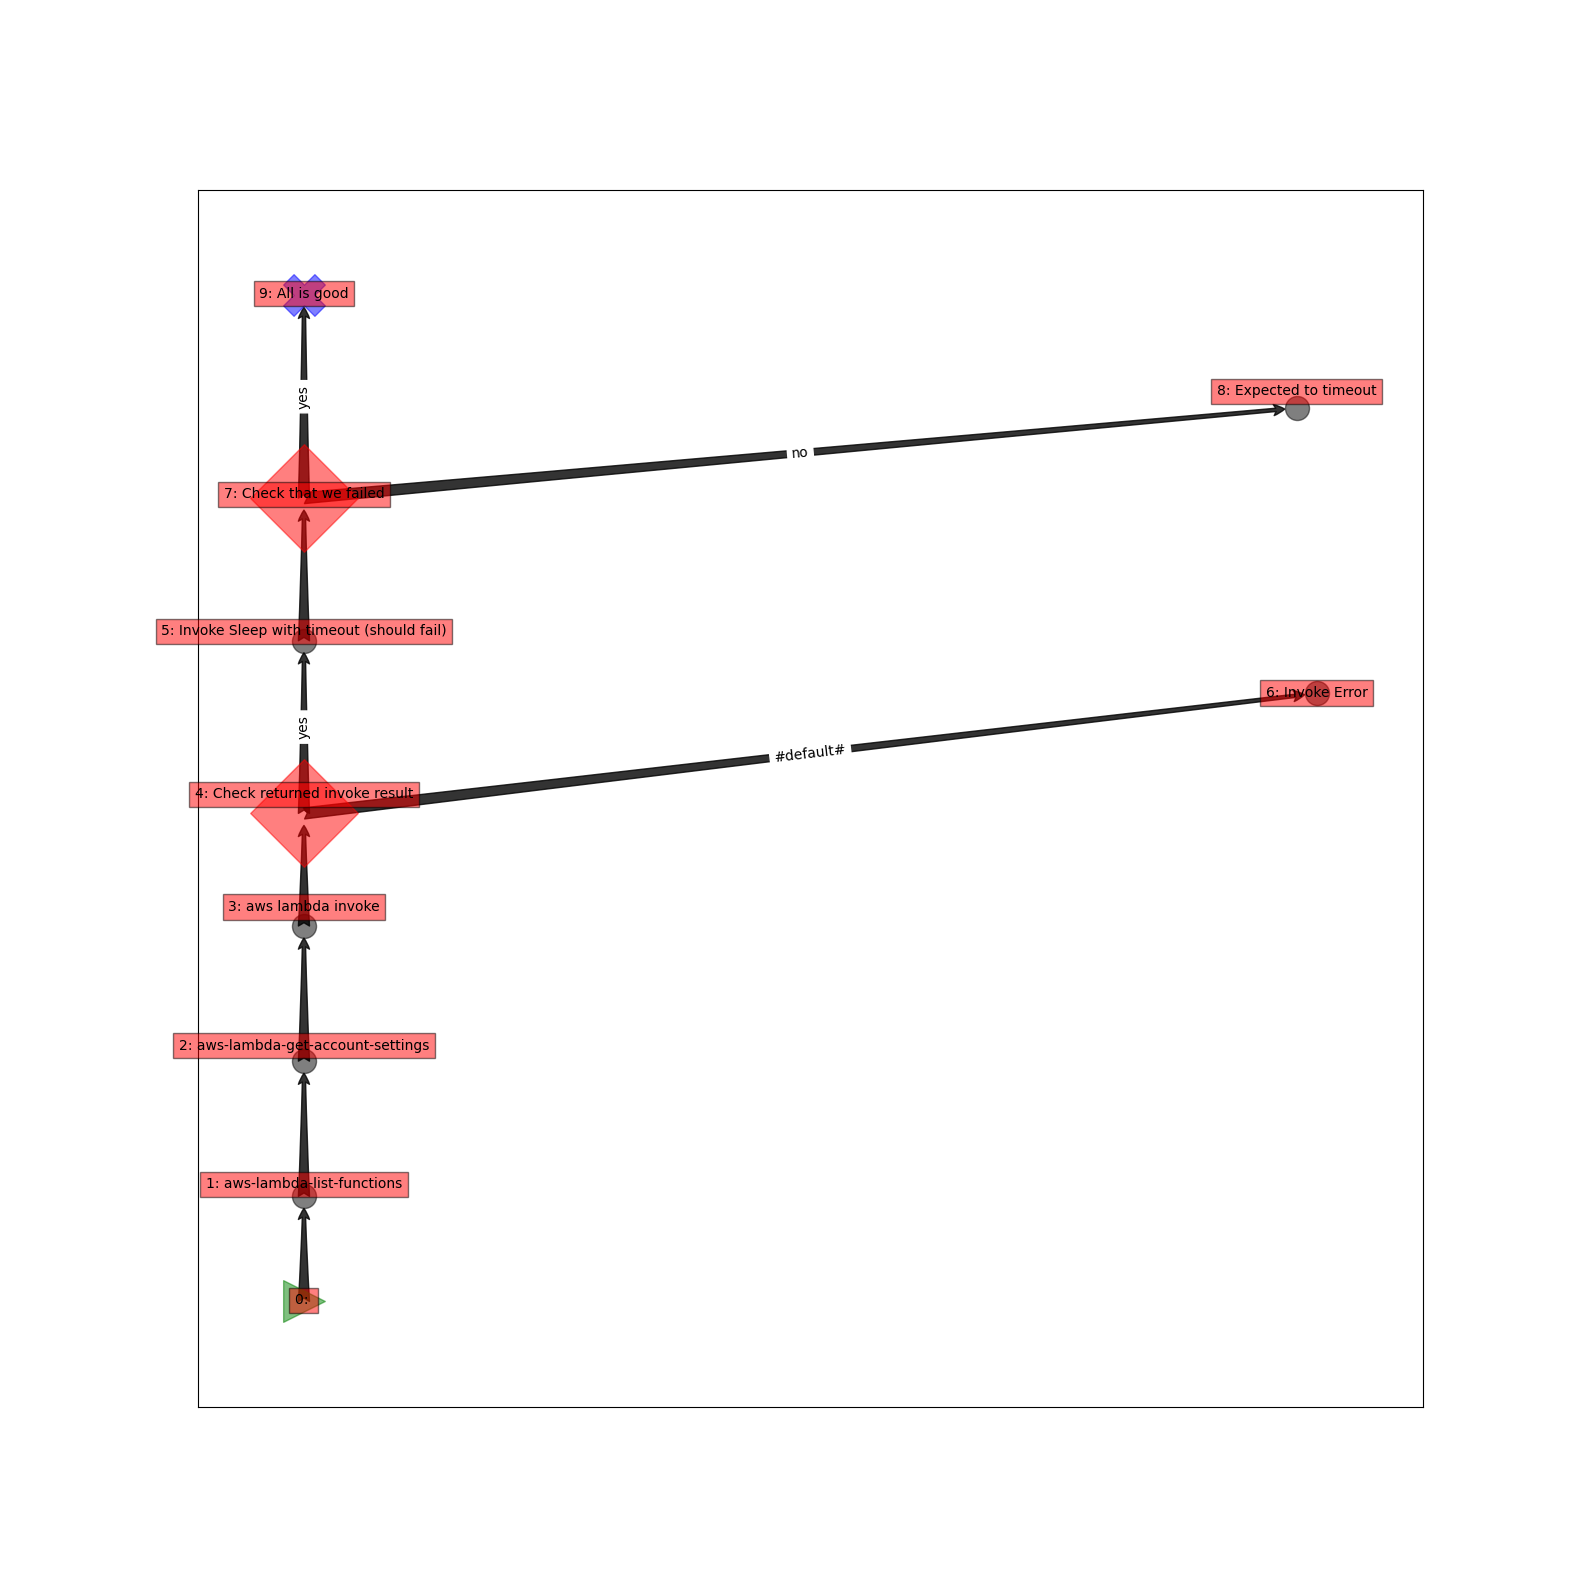 9: All is good
yes
8: Expected to timeout
no
7: Check that we failed
5: Invoke Sleep with timeout (should fail)
6: Invoke Error
yes
#default#
4: Check returned invoke result
3: aws lambda invoke
2: aws-lambda-get-account-settings
1: aws-lambda-list-functions
0: